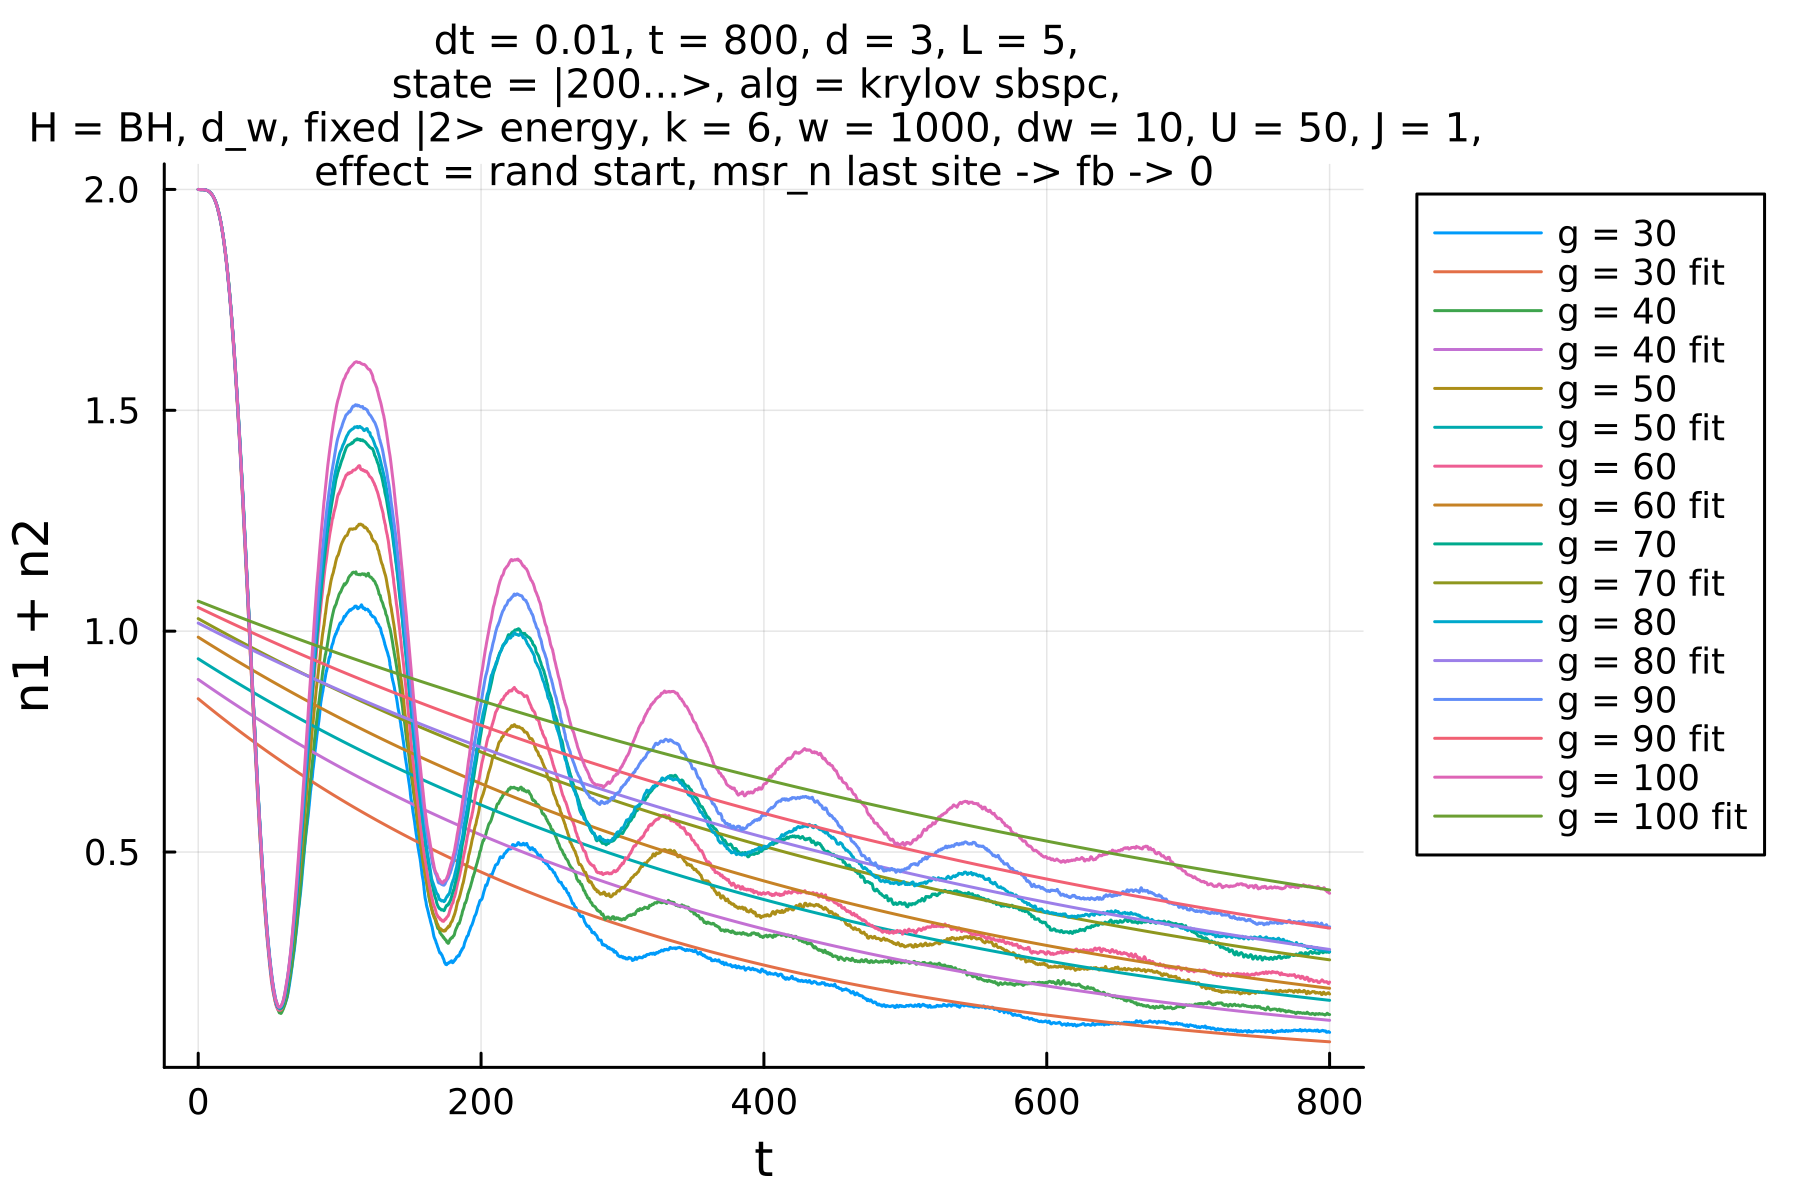 dt = 0.01, t = 800, d = 3, L = 5,
state = |200...>, alg = krylov sbspc,
H = BH, d_w, fixed |2> energy, k = 6, w = 1000, dw = 10, U = 50, J = 1,
effect = rand start, msr_n last site -> fb -> 0
2.0
1.5
1.0
0.5
n1 + n2
0
200
400
600
800
t
g = 30
g = 30 fit
g = 40
g = 40 fit
g = 50
g = 50 fit
g = 60
g = 60 fit
g = 70
g = 70 fit
g = 80
g = 80 fit
g = 90
g = 90 fit
g = 100
g = 100 fit